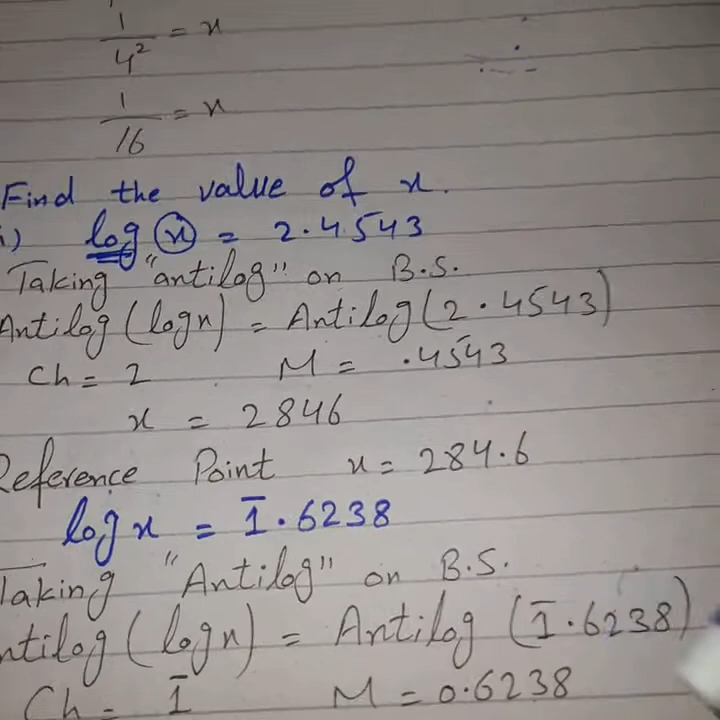 1/4² = x
1/16 = x
Find the value of x.
i) log x = 2.4543
Taking "antilog" on B.S.
Antilog (log x) = Antilog (2.4543)
Ch = 2 M = .4543
x = 2846
Reference Point x = 284.6
log x = 1̅.6238
Taking "Antilog" on B.S.
ntilog (log x) = Antilog (1̅.6238)
Ch = 1̅ M = 0.6238